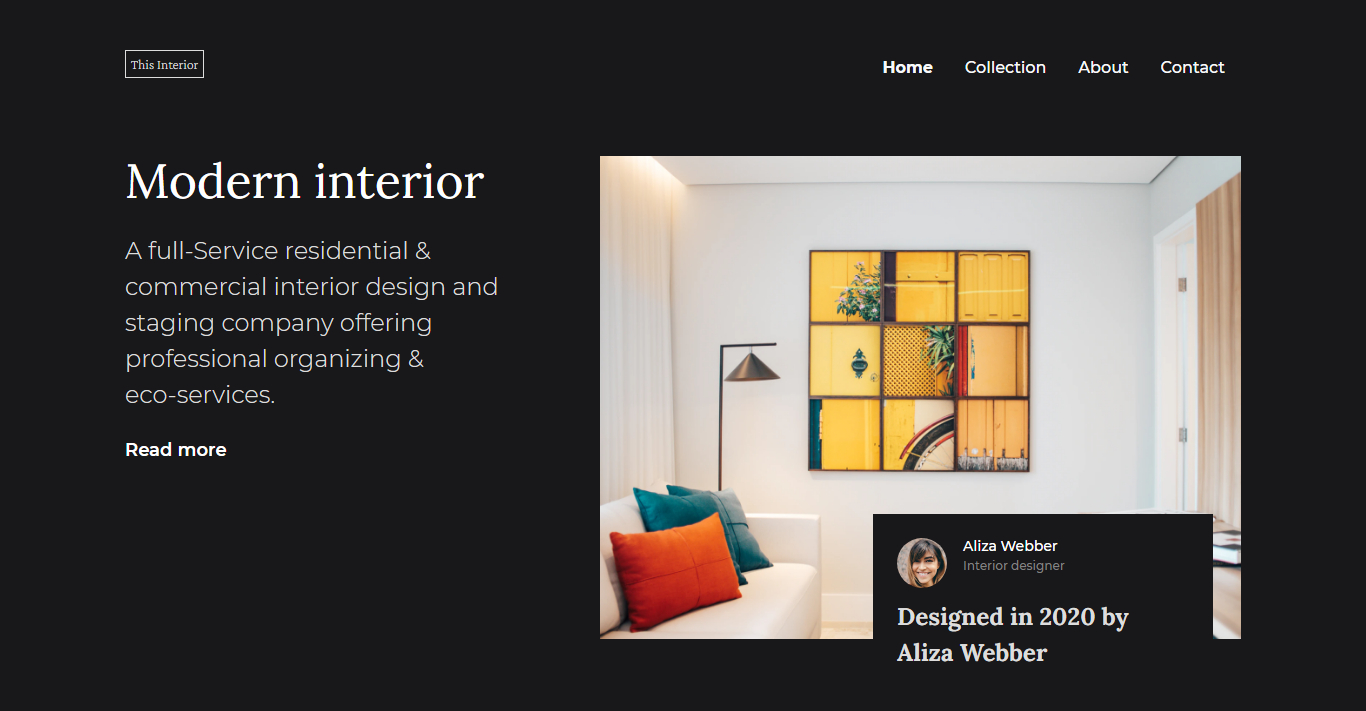 This Interior
Home Collection About Contact
Modern interior
A full-Service residential &
commercial interior design and
staging company offering
professional organizing &
eco-services.
Read more
Aliza Webber
Interior designer
Designed in 2020 by
Aliza Webber